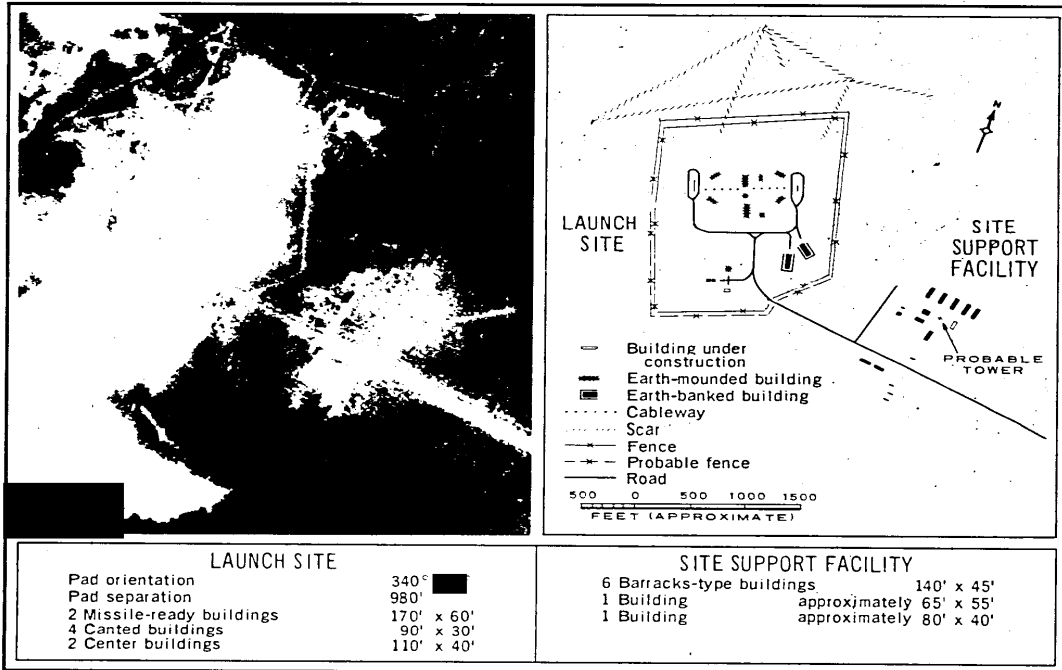 N
LAUNCH
SITE
SITE
SUPPORT
FACILITY
PROBABLE
TOWER
Building under
construction
Earth-mounded building
Earth-banked building
Cableway
Scar
Fence
Probable fence
Road
500 0 500 1000 1500
FEET (APPROXIMATE)
LAUNCH SITE
Pad orientation 340°
Pad separation 980'
2 Missile-ready buildings 170' x 60'
4 Canted buildings 90' x 30'
2 Center buildings 110' x 40'
SITE SUPPORT FACILITY
6 Barracks-type buildings 140' x 45'
1 Building approximately 65' x 55'
1 Building approximately 80' x 40'